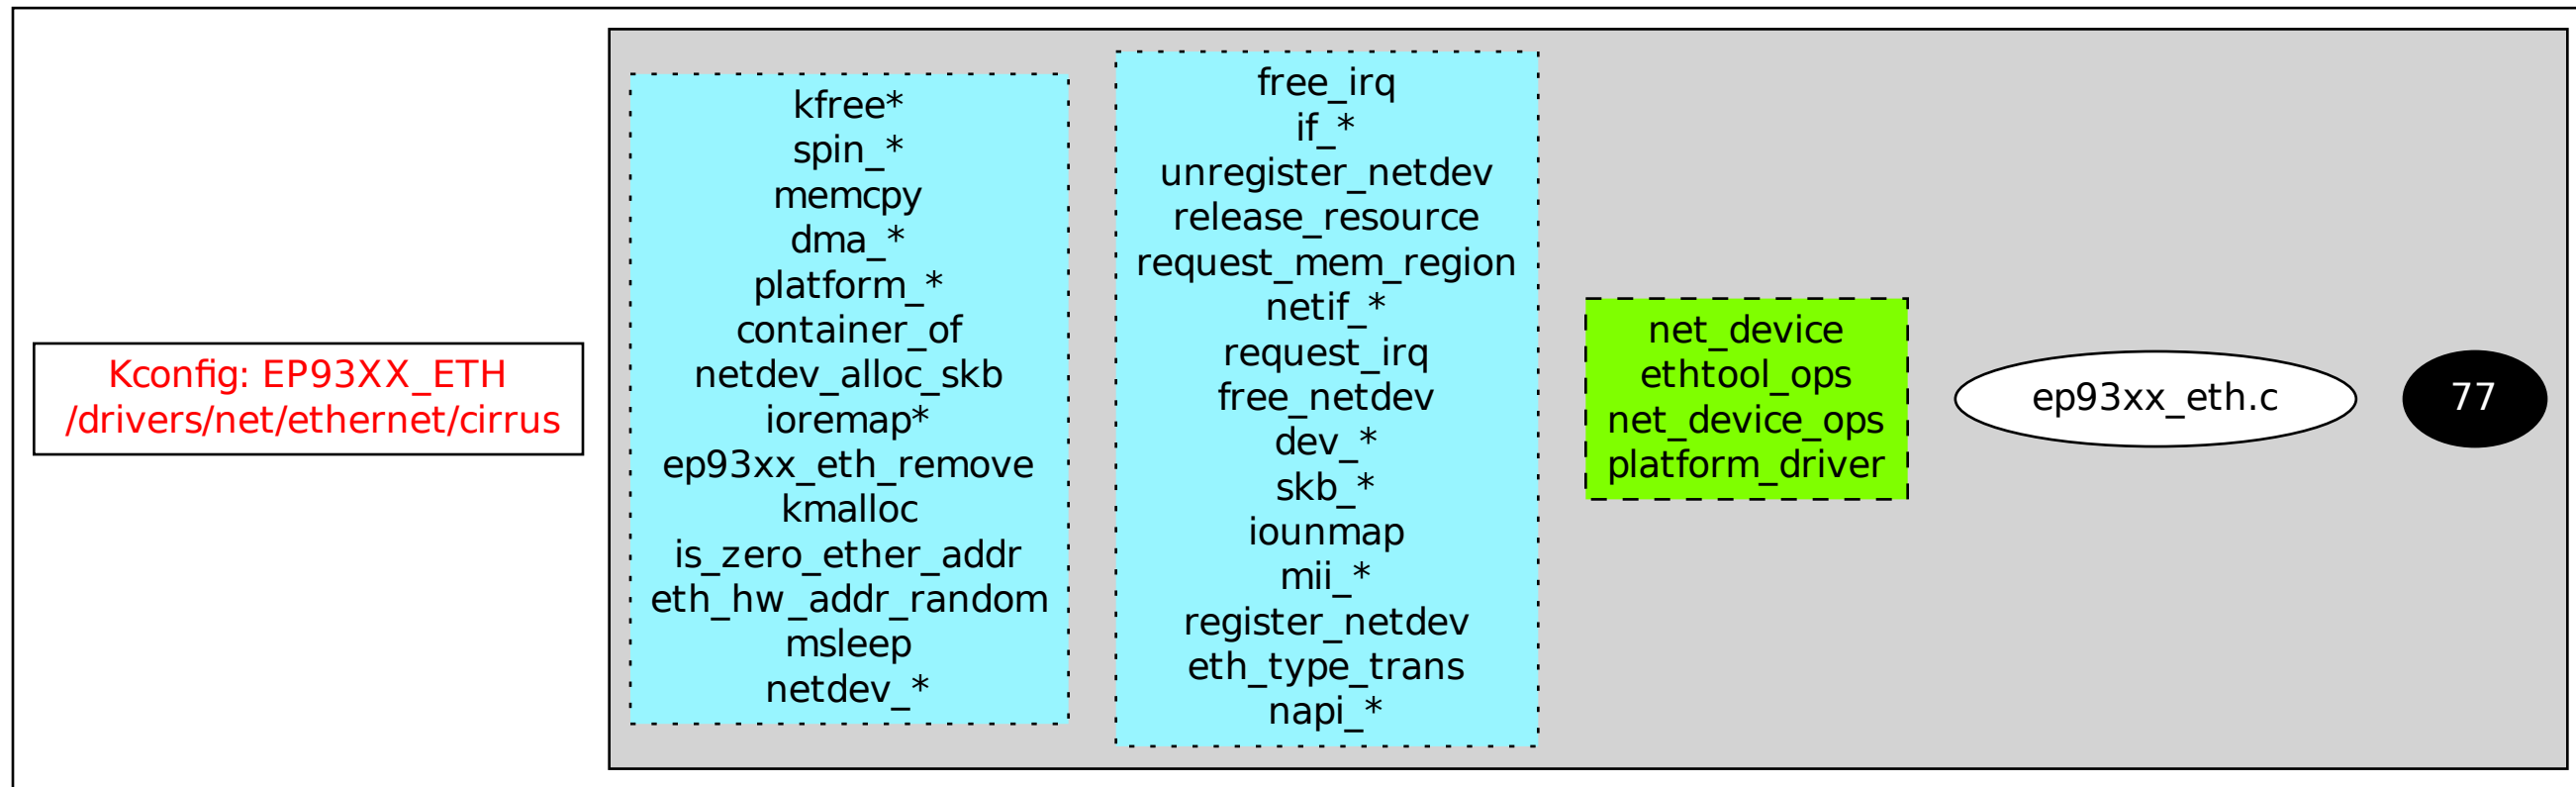 Kconfig: EP93XX_ETH
/drivers/net/ethernet/cirrus
kfree*
spin_*
memcpy
dma_*
platform_*
container_of
netdev_alloc_skb
ioremap*
ep93xx_eth_remove
kmalloc
is_zero_ether_addr
eth_hw_addr_random
msleep
netdev_*
free_irq
if_*
unregister_netdev
release_resource
request_mem_region
netif_*
request_irq
free_netdev
dev_*
skb_*
iounmap
mii_*
register_netdev
eth_type_trans
napi_*
net_device
ethtool_ops
net_device_ops
platform_driver
ep93xx_eth.c
77